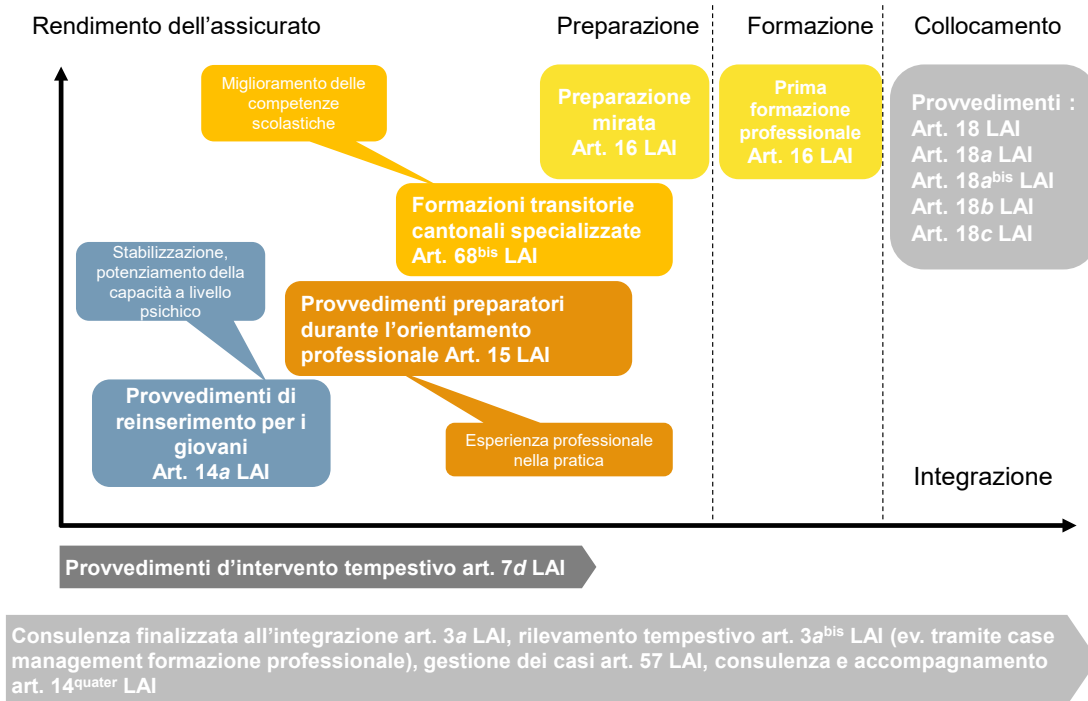 Rendimento dell'assicurato
Preparazione
Formazione
Collocamento
Miglioramento delle
competenze
scolastiche
Preparazione
mirata
Art. 16 LAI
Prima
formazione
professionale
Art. 16 LAI
Provvedimenti :
Art. 18 LAI
Art. 18a LAI
Art. 18abis LAI
Art. 18b LAI
Art. 18c LAI
Formazioni transitorie
cantonali specializzate
Art. 68bis LAI
Stabilizzazione,
potenziamento della
capacità a livello
psichico
Provvedimenti preparatori
durante l'orientamento
professionale Art. 15 LAI
Provvedimenti di
reinserimento per i
giovani
Art. 14a LAI
Esperienza professionale
nella pratica
Integrazione
Provvedimenti d'intervento tempestivo art. 7d LAI
Consulenza finalizzata all'integrazione art. 3a LAI, rilevamento tempestivo art. 3abis LAI (ev. tramite case
management formazione professionale), gestione dei casi art. 57 LAI, consulenza e accompagnamento
art. 14quater LAI